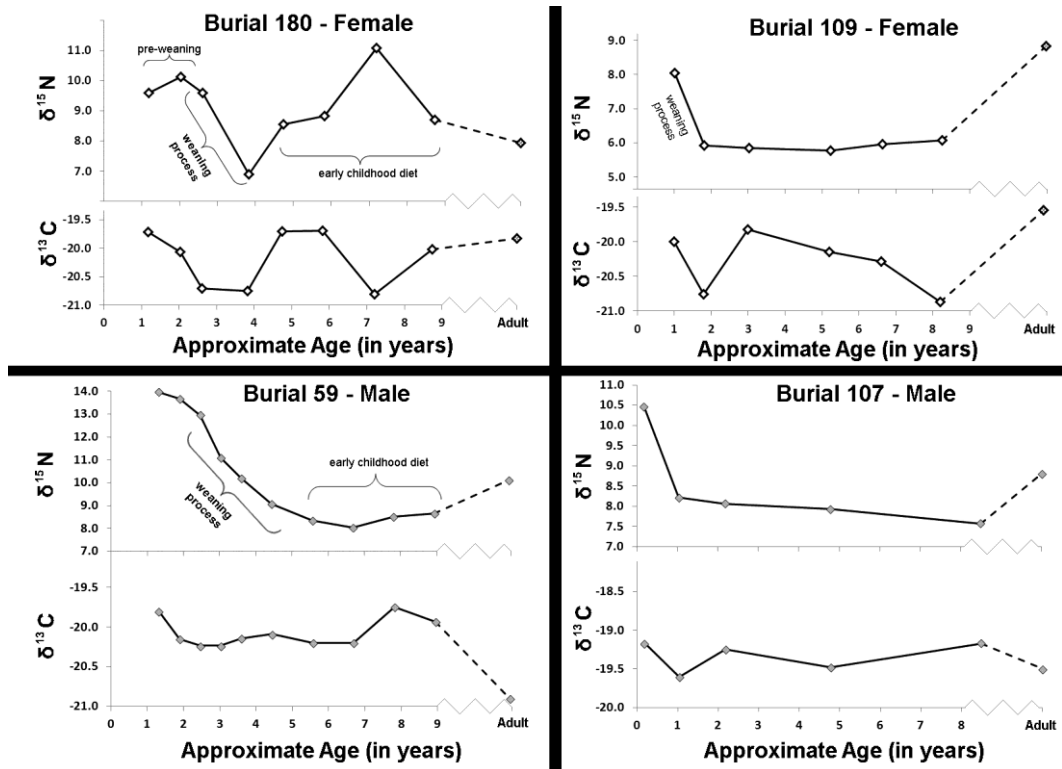 Burial 180 - Female
pre-weaning
11.0
10.0
9.0
8.0
7.0
δ15N
weaning
process
early childhood diet
-19.5
-20.0
-20.5
-21.0
δ13C
0 1 2 3 4 5 6 7 8 9 Adult
Approximate Age (in years)
Burial 109 - Female
9.0
8.0
7.0
6.0
5.0
δ15N
weaning
process
-19.5
-20.0
-20.5
-21.0
δ13C
0 1 2 3 4 5 6 7 8 9 Adult
Approximate Age (in years)
Burial 59 - Male
14.0
13.0
12.0
11.0
10.0
9.0
8.0
7.0
δ15N
weaning
process
early childhood diet
-19.5
-20.0
-20.5
-21.0
δ13C
0 1 2 3 4 5 6 7 8 9 Adult
Approximate Age (in years)
Burial 107 - Male
11.0
10.5
10.0
9.5
9.0
8.5
8.0
7.5
7.0
δ15N
-18.5
-19.0
-19.5
-20.0
δ13C
0 1 2 3 4 5 6 7 8 Adult
Approximate Age (in years)